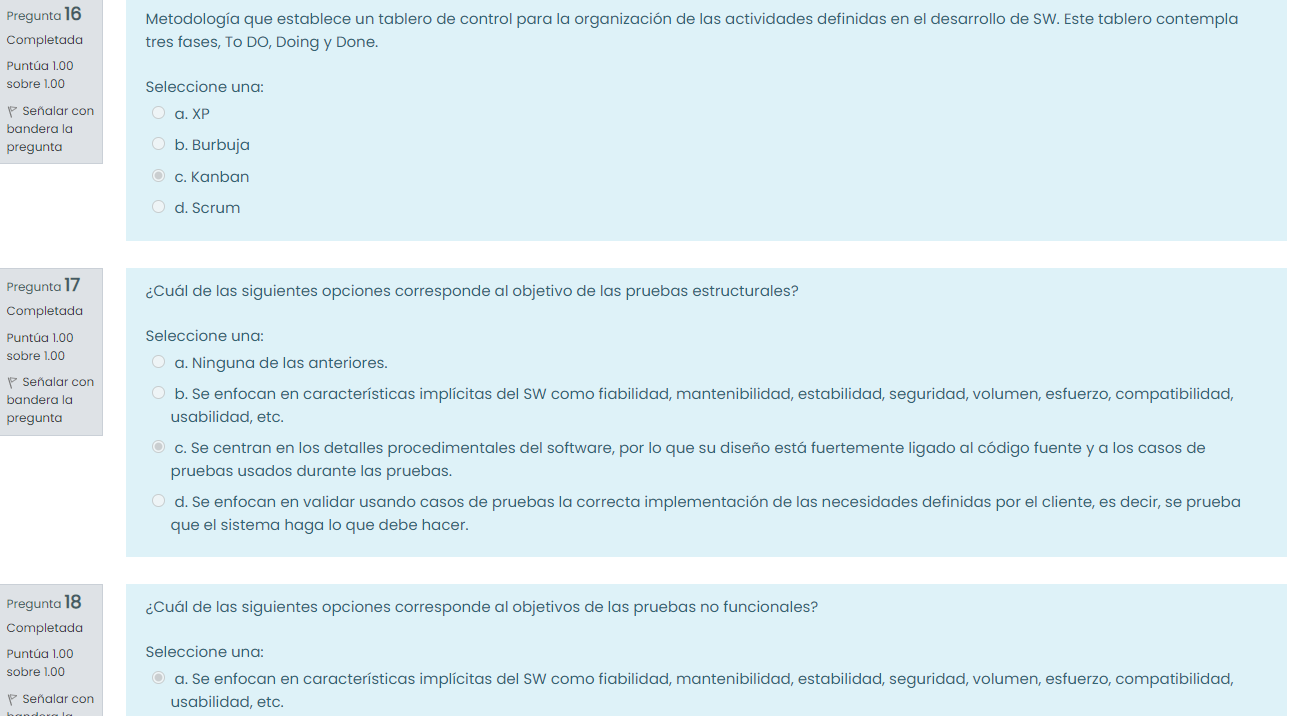 Pregunta 16
Completada
Puntúa 1.00
sobre 1.00
Señalar con
bandera la
pregunta
Metodología que establece un tablero de control para la organización de las actividades definidas en el desarrollo de SW. Este tablero contempla
tres fases, To DO, Doing y Done.
Seleccione una:
a. XP
b. Burbuja
c. Kanban
d. Scrum
Pregunta 17
Completada
Puntúa 1.00
sobre 1.00
Señalar con
bandera la
pregunta
¿Cuál de las siguientes opciones corresponde al objetivo de las pruebas estructurales?
Seleccione una:
a. Ninguna de las anteriores.
b. Se enfocan en características implícitas del SW como fiabilidad, mantenibilidad, estabilidad, seguridad, volumen, esfuerzo, compatibilidad,
usabilidad, etc.
c. Se centran en los detalles procedimentales del software, por lo que su diseño está fuertemente ligado al código fuente y a los casos de
pruebas usados durante las pruebas.
d. Se enfocan en validar usando casos de pruebas la correcta implementación de las necesidades definidas por el cliente, es decir, se prueba
que el sistema haga lo que debe hacer.
Pregunta 18
Completada
Puntúa 1.00
sobre 1.00
Señalar con
bandera la
¿Cuál de las siguientes opciones corresponde al objetivos de las pruebas no funcionales?
Seleccione una:
a. Se enfocan en características implícitas del SW como fiabilidad, mantenibilidad, estabilidad, seguridad, volumen, esfuerzo, compatibilidad,
usabilidad, etc.